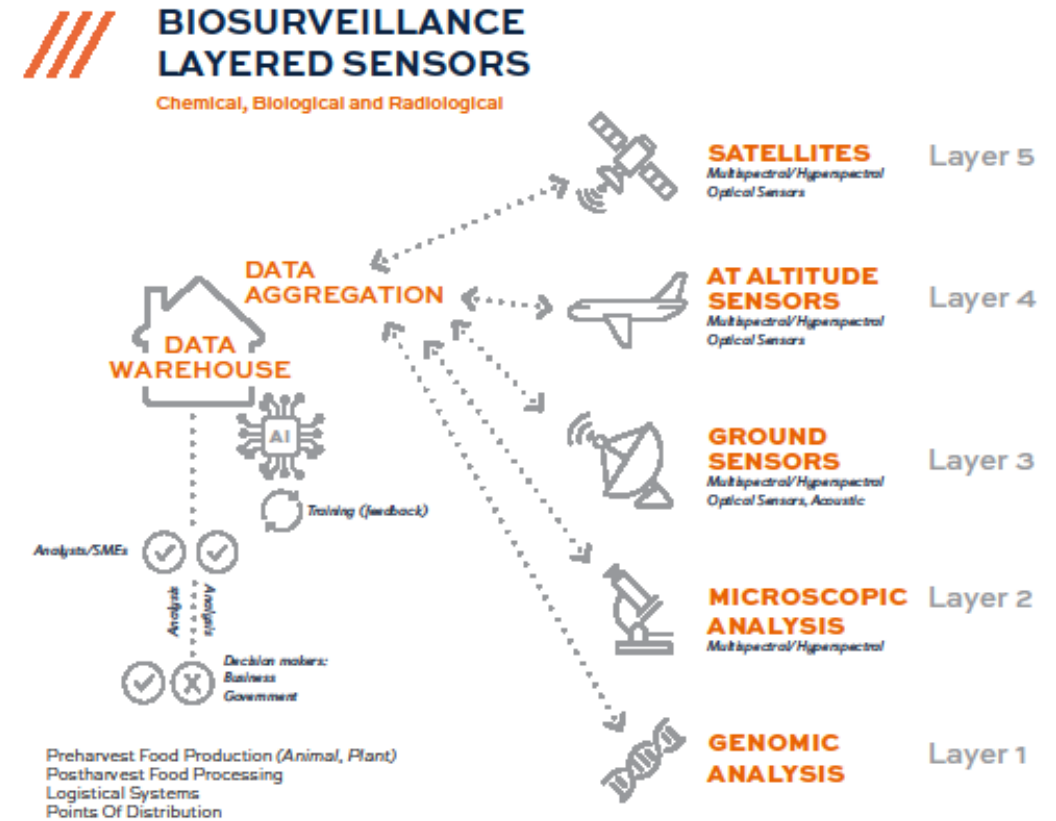 BIOSURVEILLANCE
LAYERED SENSORS
Chemical, Biological and Radiological
SATELLITES
Multispectral/Hyperspectral
Optical Sensors
Layer 5
DATA
AGGREGATION
AT ALTITUDE
SENSORS
Multispectral/Hyperspectral
Optical Sensors
Layer 4
DATA
WAREHOUSE
AI
Training (feedback)
GROUND
SENSORS
Multispectral/Hyperspectral
Optical Sensors, Acoustic
Layer 3
Analysts/SMEs
Analysis
Analysis
MICROSCOPIC
ANALYSIS
Multispectral/Hyperspectral
Layer 2
Decision makers:
Business
Government
GENOMIC
ANALYSIS
Layer 1
Preharvest Food Production (Animal, Plant)
Postharvest Food Processing
Logistical Systems
Points Of Distribution